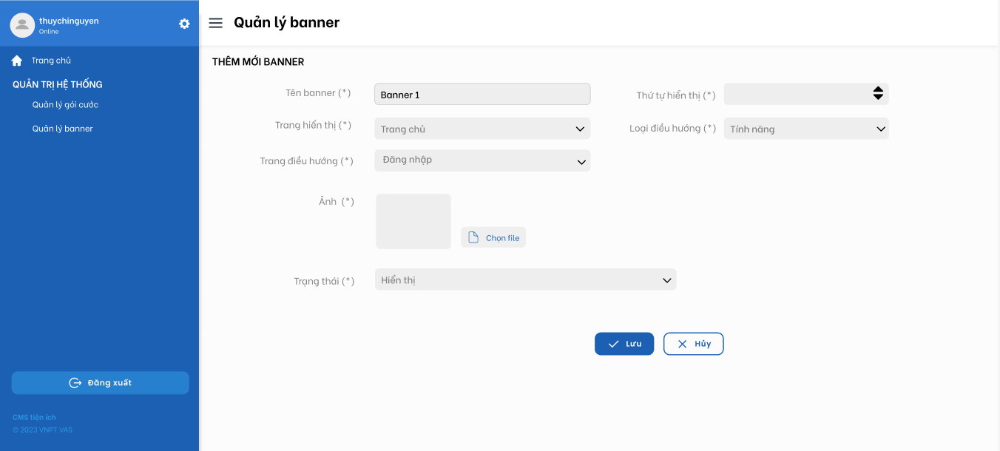 thuychinguyen
Online
Trang chủ
QUẢN TRỊ HỆ THỐNG
Quản lý gói cước
Quản lý banner
Đăng xuất
CMS tiện ích
© 2023 VNPT VAS
Quản lý banner
THÊM MỚI BANNER
Tên banner (*) Banner 1 Thứ tự hiển thị (*)
Trang hiển thị (*) Trang chủ Loại điều hướng (*) Tính năng
Trang điều hướng (*) Đăng nhập
Ảnh (*)
Chọn file
Trạng thái (*) Hiển thị
Lưu Hủy